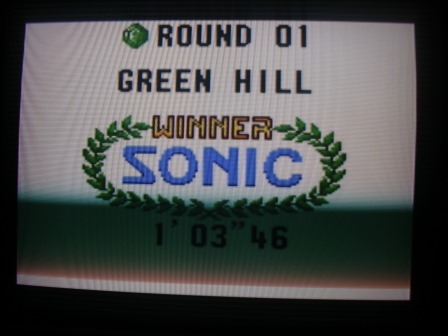 ROUND 01
GREEN HILL
WINNER
SONIC
1'03"46